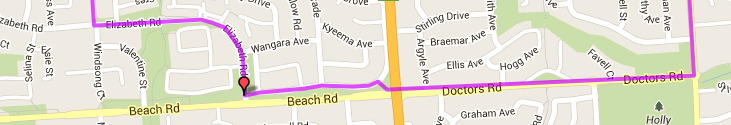 Elizabeth Rd
Elizabeth Rd
Wangara Ave
Kyeema Ave
Stirling Drive
Braemar Ave
Argyle Ave
Ellis Ave
Hogg Ave
Favell C
Doctors Rd
Doctors Rd
Beach Rd
Beach Rd
Graham Ave
Holly
Windsong Ct
Valentine St
Ct